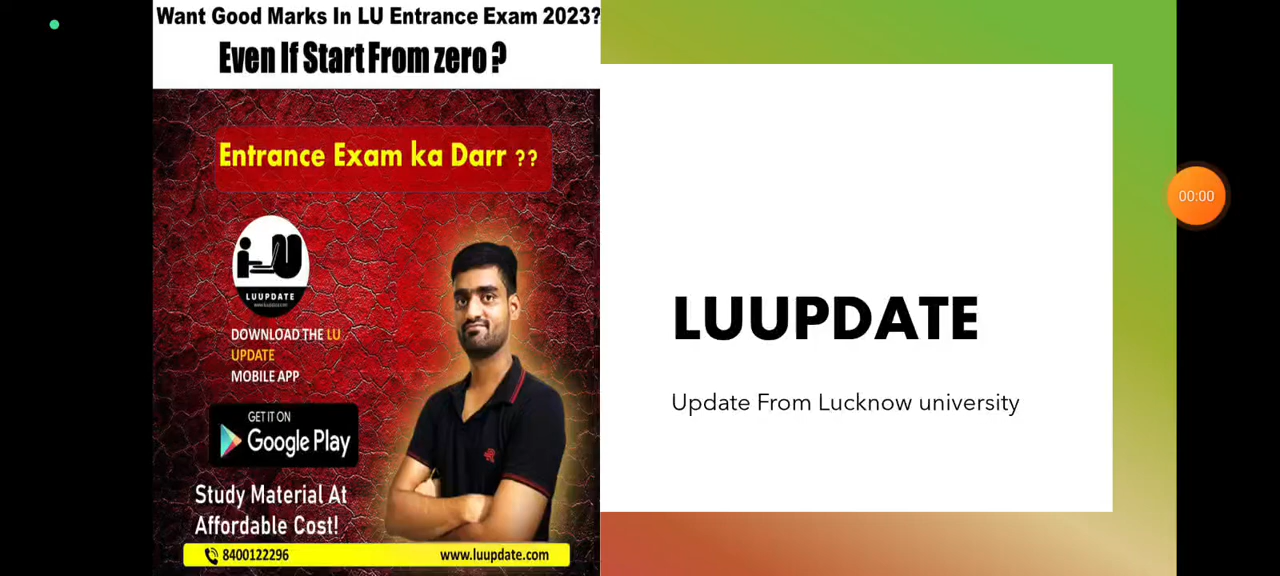 Want Good Marks In LU Entrance Exam 2023?
Even If Start From zero ?
Entrance Exam ka Darr ??
LUUPDATE
DOWNLOAD THE LU
UPDATE
MOBILE APP
GET IT ON
Google Play
Study Material At
Affordable Cost!
8400122296
www.luupdate.com
LUUPDATE
Update From Lucknow university
00:00